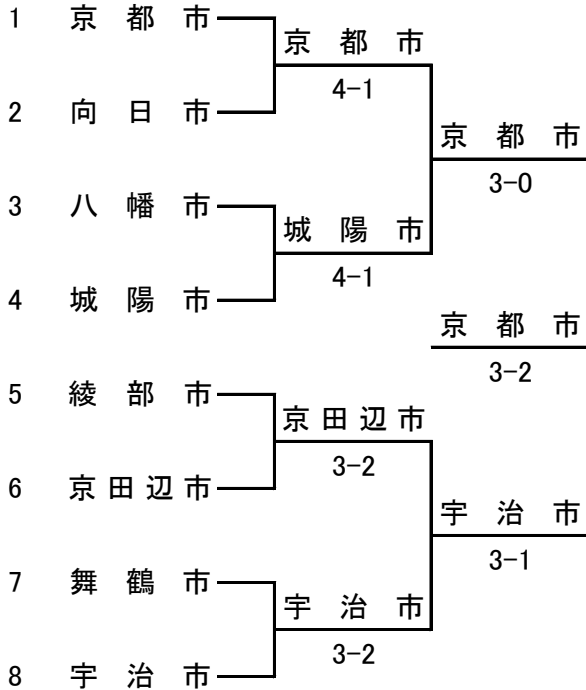 1 京都市
京都市
4-1
2 向日市
京都市
3-0
3 八幡市
城陽市
4-1
4 城陽市
京都市
3-2
5 綾部市
京田辺市
3-2
6 京田辺市
宇治市
3-1
7 舞鶴市
宇治市
3-2
8 宇治市